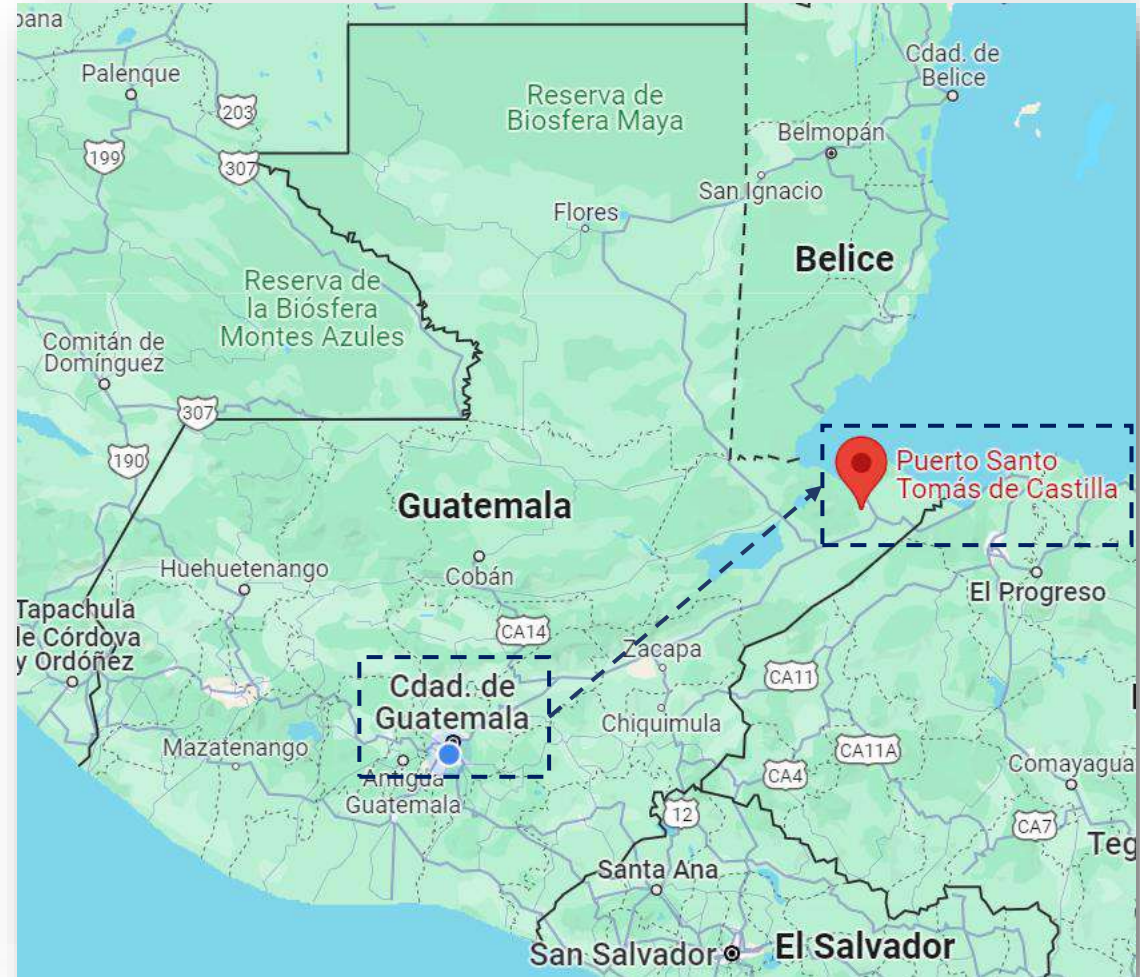 pana
Palenque
203
199
307
Reserva de
Biosfera Maya
Cdad. de
Belice
Belmopán
San Ignacio
Flores
Belice
Reserva de
la Biósfera
Montes Azules
Comitán de
Domínguez
307
190
Puerto Santo
Tomás de Castilla
Guatemala
Huehuetenango
Cobán
El Progreso
Tapachula
de Córdova
y Ordóñez
CA14
Zacapa
CA11
Cdad. de
Guatemala
Chiquimula
Mazatenango
CA11A
Antigua
Guatemala
CA4
Comayagua
12
CA7
Teg
Santa Ana
San Salvador
El Salvador